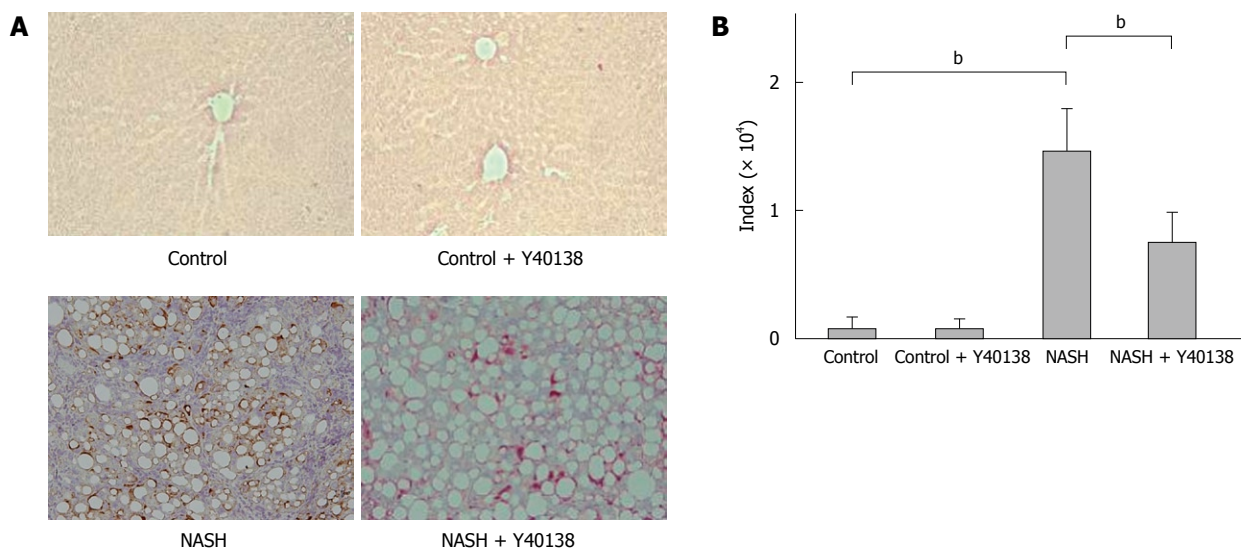 A
Control
Control + Y40138
NASH
NASH + Y40138
B
Index (× 10⁴)
2
1
0
b
b
Control
Control + Y40138
NASH
NASH + Y40138